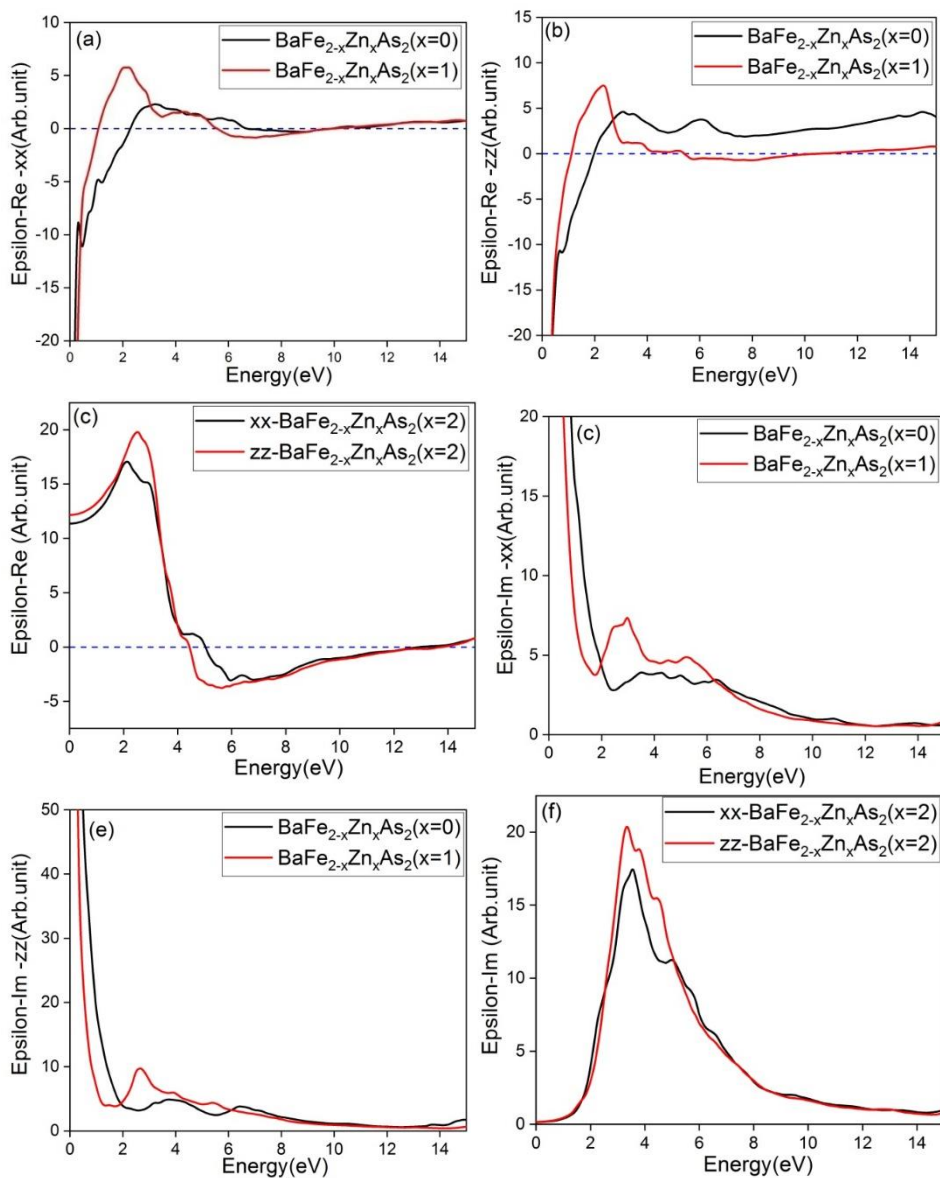 (a)
BaFe2-xZnxAs2(x=0)
BaFe2-xZnxAs2(x=1)
Epsilon-Re -xx(Arb.unit)
10
5
0
-5
-10
-15
-20
0 2 4 6 8 10 12 14
Energy(eV)
(b)
BaFe2-xZnxAs2(x=0)
BaFe2-xZnxAs2(x=1)
Epsilon-Re -zz(Arb.unit)
15
10
5
0
-5
-10
-15
-20
0 2 4 6 8 10 12 14
Energy(eV)
(c)
xx-BaFe2-xZnxAs2(x=2)
zz-BaFe2-xZnxAs2(x=2)
Epsilon-Re (Arb.unit)
20
15
10
5
0
-5
0 2 4 6 8 10 12 14
Energy(eV)
(c)
BaFe2-xZnxAs2(x=0)
BaFe2-xZnxAs2(x=1)
Epsilon-Im -xx(Arb.unit)
20
15
10
5
0
0 2 4 6 8 10 12 14
Energy(eV)
(e)
BaFe2-xZnxAs2(x=0)
BaFe2-xZnxAs2(x=1)
Epsilon-Im -zz(Arb.unit)
50
40
30
20
10
0
0 2 4 6 8 10 12 14
Energy(eV)
(f)
xx-BaFe2-xZnxAs2(x=2)
zz-BaFe2-xZnxAs2(x=2)
Epsilon-Im (Arb.unit)
20
15
10
5
0
0 2 4 6 8 10 12 14
Energy(eV)